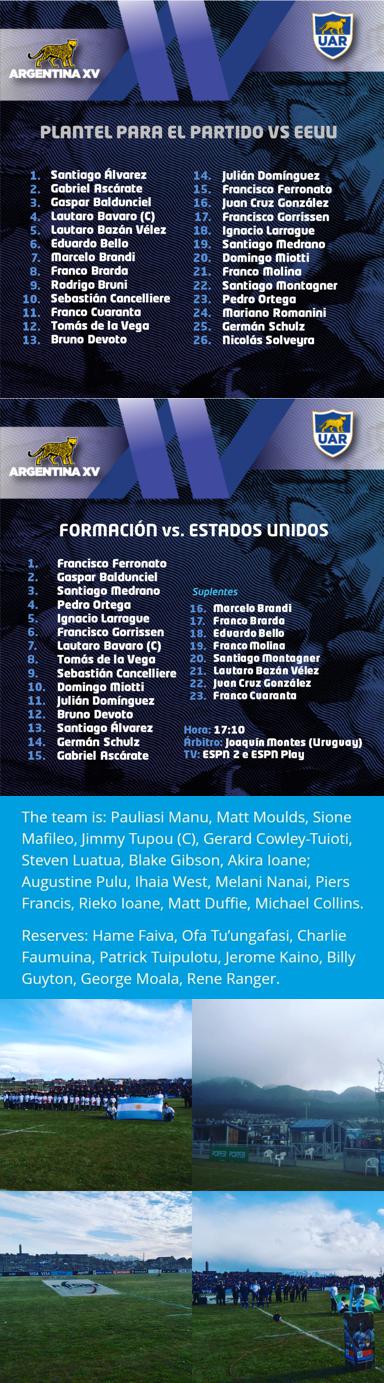 ARGENTINA XV
UAR
PLANTEL PARA EL PARTIDO VS EEUU
1. Santiago Álvarez
2. Gabriel Ascárate
3. Gaspar Baldunciel
4. Lautaro Bavaro (C)
5. Lautaro Bazán Vélez
6. Eduardo Bello
7. Marcelo Brandi
8. Franco Brarda
9. Rodrigo Bruni
10. Sebastián Cancelliere
11. Franco Cuaranta
12. Tomás de la Vega
13. Bruno Devoto
14. Julián Domínguez
15. Francisco Ferronato
16. Juan Cruz González
17. Francisco Gorrissen
18. Ignacio Larrague
19. Santiago Medrano
20. Domingo Miotti
21. Franco Molina
22. Santiago Montagner
23. Pedro Ortega
24. Mariano Romanini
25. Germán Schulz
26. Nicolás Solveyra
ARGENTINA XV
UAR
FORMACIÓN vs. ESTADOS UNIDOS
1. Francisco Ferronato
2. Gaspar Baldunciel
3. Santiago Medrano
4. Pedro Ortega
5. Ignacio Larrague
6. Francisco Gorrissen
7. Lautaro Bavaro (C)
8. Tomás de la Vega
9. Sebastián Cancelliere
10. Domingo Miotti
11. Julián Domínguez
12. Bruno Devoto
13. Santiago Álvarez
14. Germán Schulz
15. Gabriel Ascárate
Suplentes
16. Marcelo Brandi
17. Franco Brarda
18. Eduardo Bello
19. Franco Molina
20. Santiago Montagner
21. Lautaro Bazán Vélez
22. Juan Cruz González
23. Franco Cuaranta
Hora: 17:10
Árbitro: Joaquín Montes (Uruguay)
TV: ESPN 2 e ESPN Play
The team is: Pauliasi Manu, Matt Moulds, Sione
Mafileo, Jimmy Tupou (C), Gerard Cowley-Tuioti,
Steven Luatua, Blake Gibson, Akira Ioane;
Augustine Pulu, Ihaia West, Melani Nanai, Piers
Francis, Rieko Ioane, Matt Duffie, Michael Collins.
Reserves: Hame Faiva, Ofa Tu'ungafasi, Charlie
Faumuina, Patrick Tuipulotu, Jerome Kaino, Billy
Guyton, George Moala, Rene Ranger.